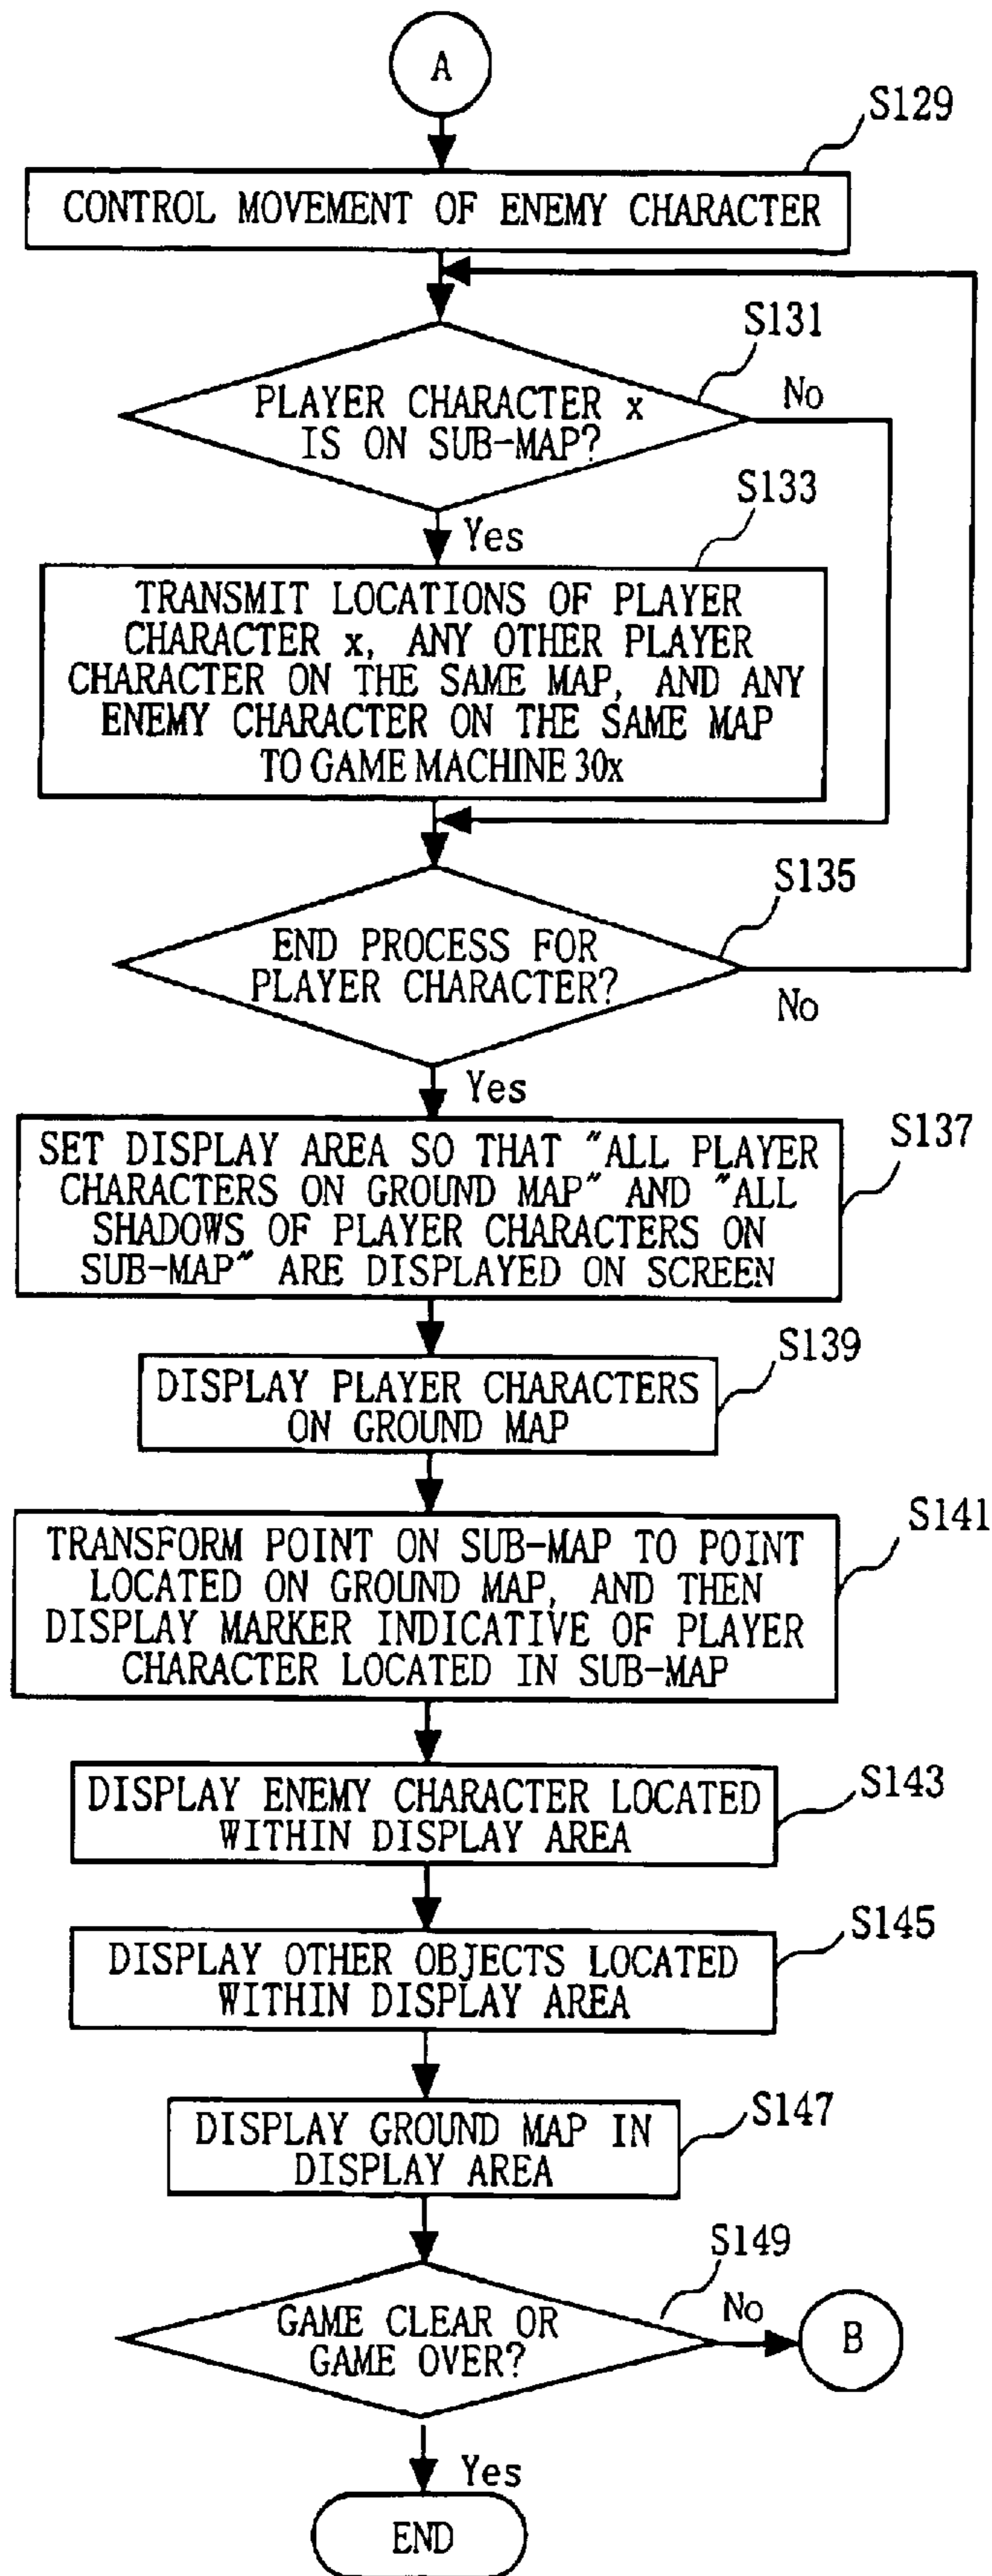 A
S129
CONTROL MOVEMENT OF ENEMY CHARACTER
S131
PLAYER CHARACTER x
IS ON SUB-MAP?
No
S133
Yes
TRANSMIT LOCATIONS OF PLAYER
CHARACTER x, ANY OTHER PLAYER
CHARACTER ON THE SAME MAP, AND ANY
ENEMY CHARACTER ON THE SAME MAP
TO GAME MACHINE 30x
S135
END PROCESS FOR
PLAYER CHARACTER?
No
Yes
S137
SET DISPLAY AREA SO THAT "ALL PLAYER
CHARACTERS ON GROUND MAP" AND "ALL
SHADOWS OF PLAYER CHARACTERS ON
SUB-MAP" ARE DISPLAYED ON SCREEN
S139
DISPLAY PLAYER CHARACTERS
ON GROUND MAP
S141
TRANSFORM POINT ON SUB-MAP TO POINT
LOCATED ON GROUND MAP, AND THEN
DISPLAY MARKER INDICATIVE OF PLAYER
CHARACTER LOCATED IN SUB-MAP
S143
DISPLAY ENEMY CHARACTER LOCATED
WITHIN DISPLAY AREA
S145
DISPLAY OTHER OBJECTS LOCATED
WITHIN DISPLAY AREA
S147
DISPLAY GROUND MAP IN
DISPLAY AREA
S149
GAME CLEAR OR
GAME OVER?
No
B
Yes
END